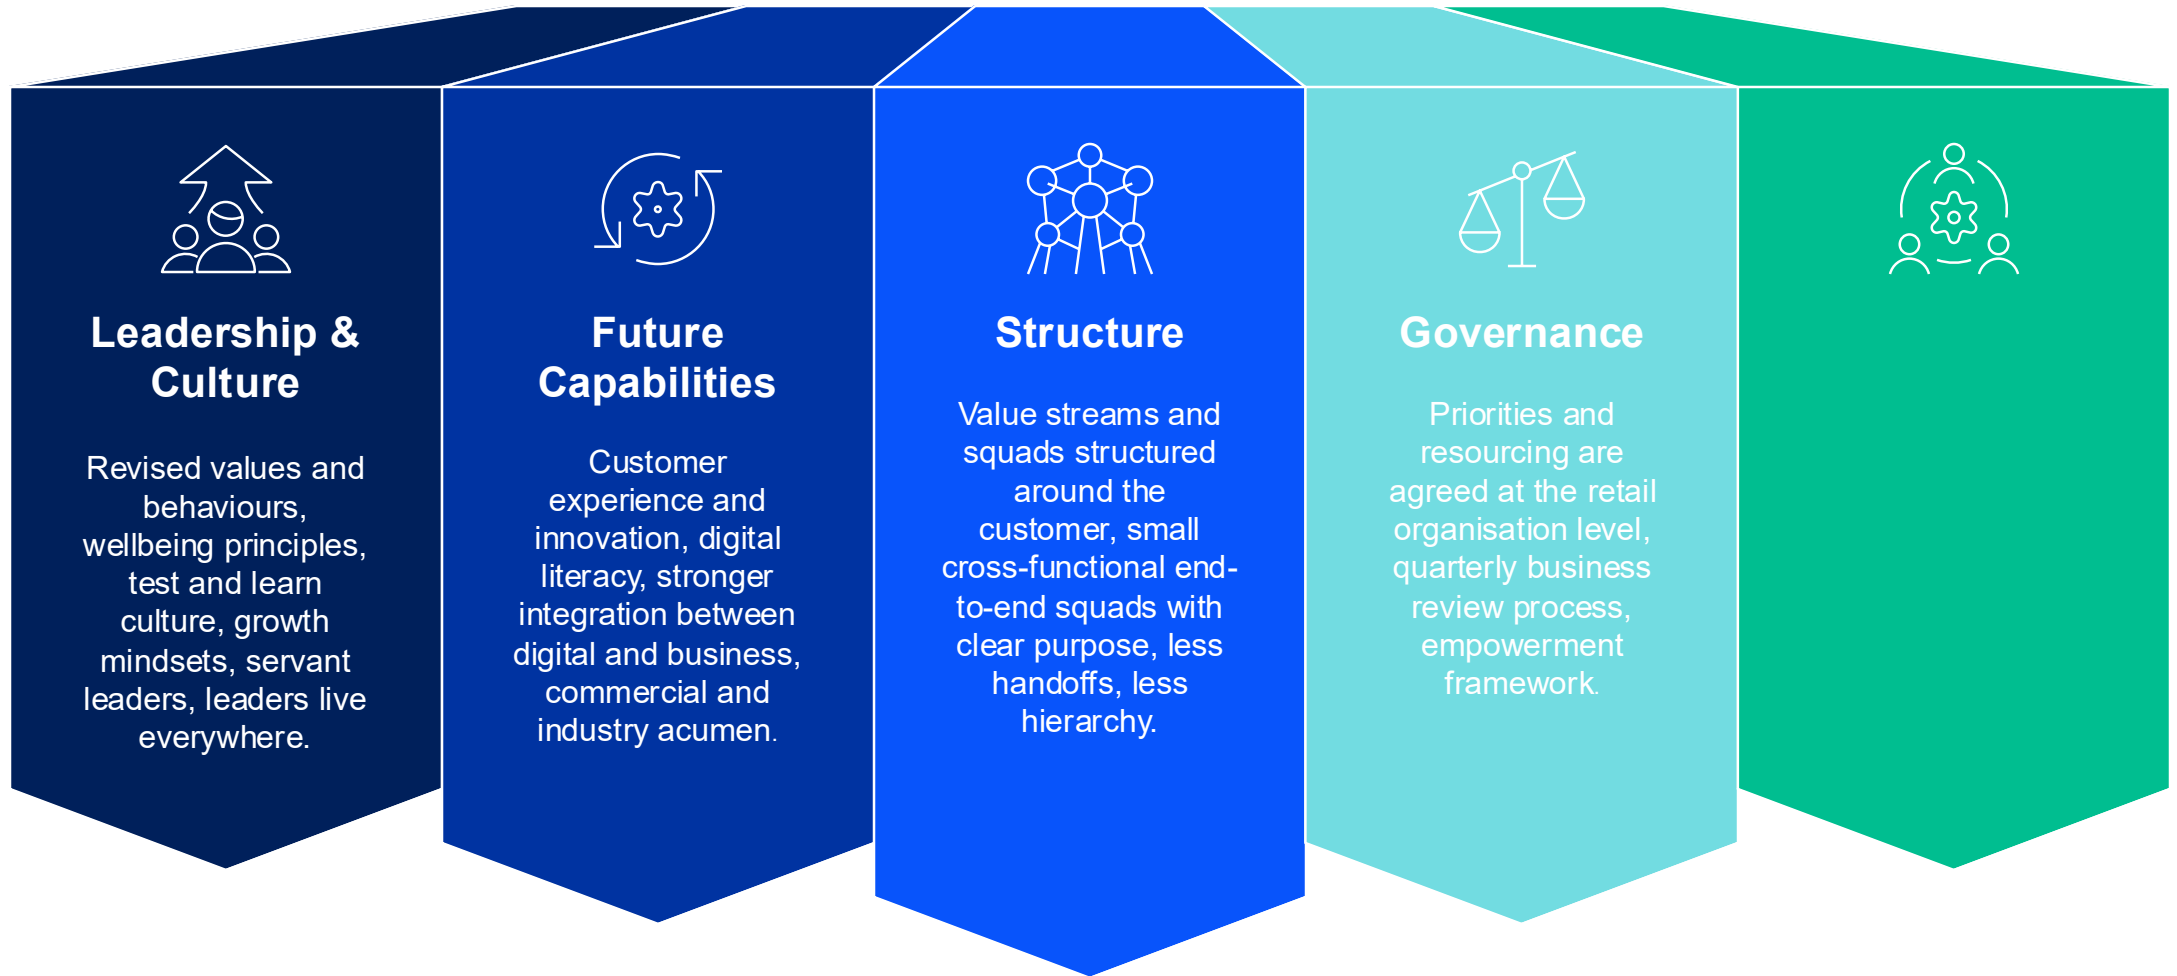 Leadership &
Culture
Revised values and
behaviours,
wellbeing principles,
test and learn
culture, growth
mindsets, servant
leaders, leaders live
everywhere.
Future
Capabilities
Customer
experience and
innovation, digital
literacy, stronger
integration between
digital and business,
commercial and
industry acumen.
Structure
Value streams and
squads structured
around the
customer, small
cross-functional end-
to-end squads with
clear purpose, less
handoffs, less
hierarchy.
Governance
Priorities and
resourcing are
agreed at the retail
organisation level,
quarterly business
review process,
empowerment
framework.